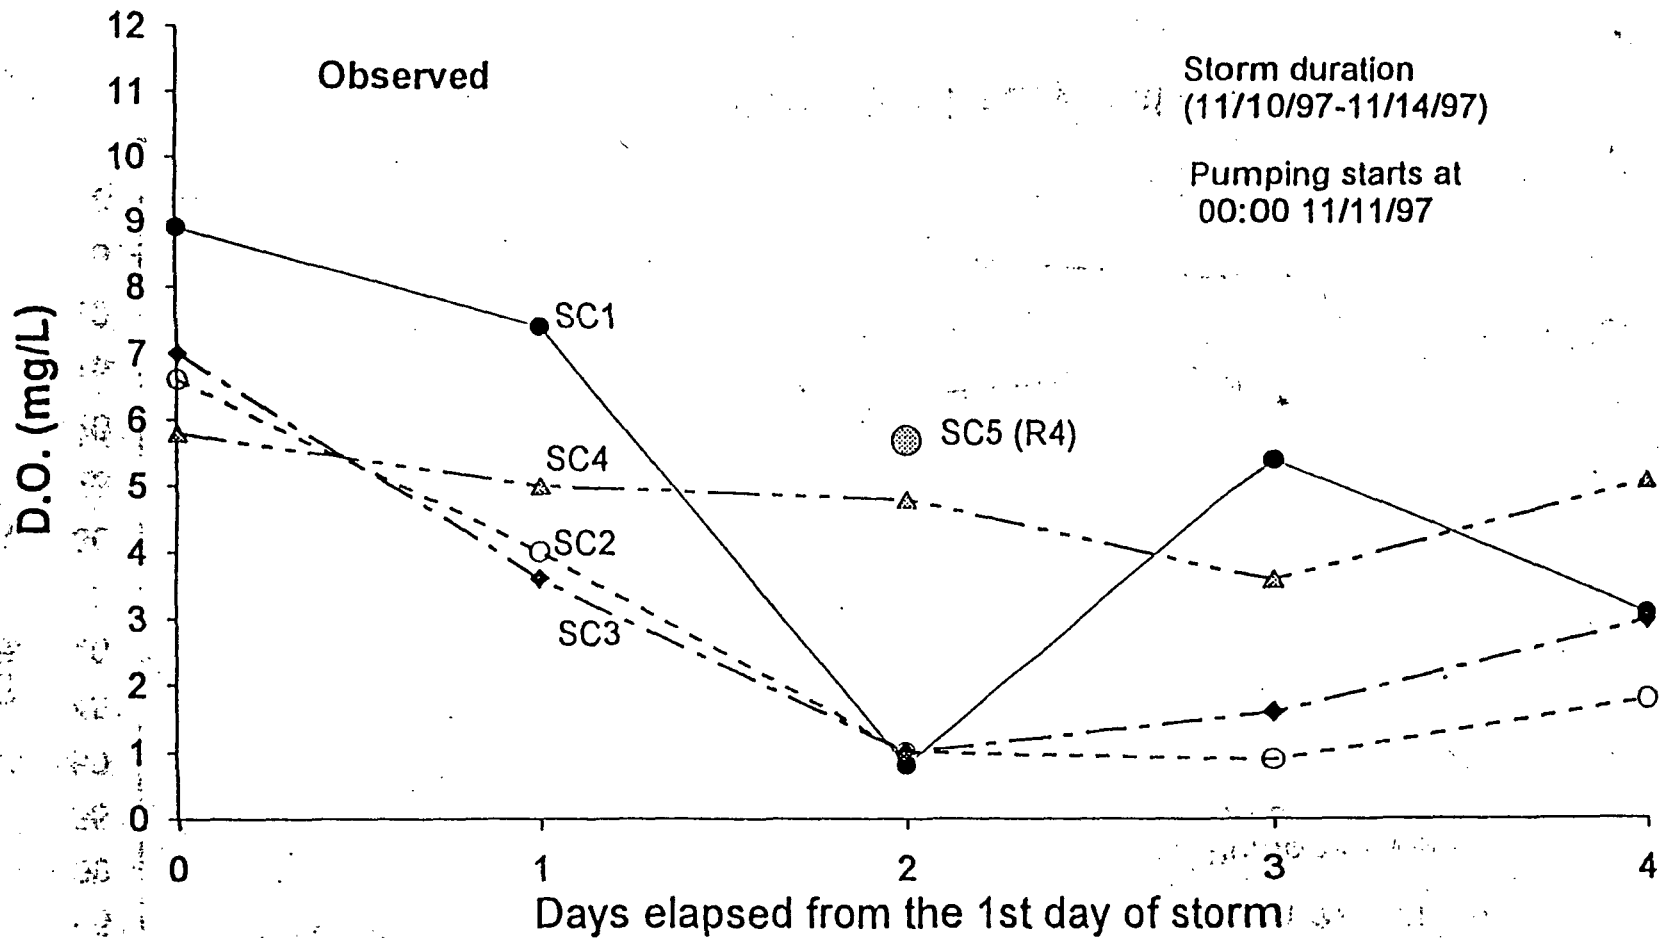 Observed
Storm duration
(11/10/97-11/14/97)
Pumping starts at
00:00 11/11/97
D.O. (mg/L)
12
11
10
9
8
7
6
5
4
3
2
1
0
SC1
SC5 (R4)
SC4
SC2
SC3
0 1 2 3 4
Days elapsed from the 1st day of storm